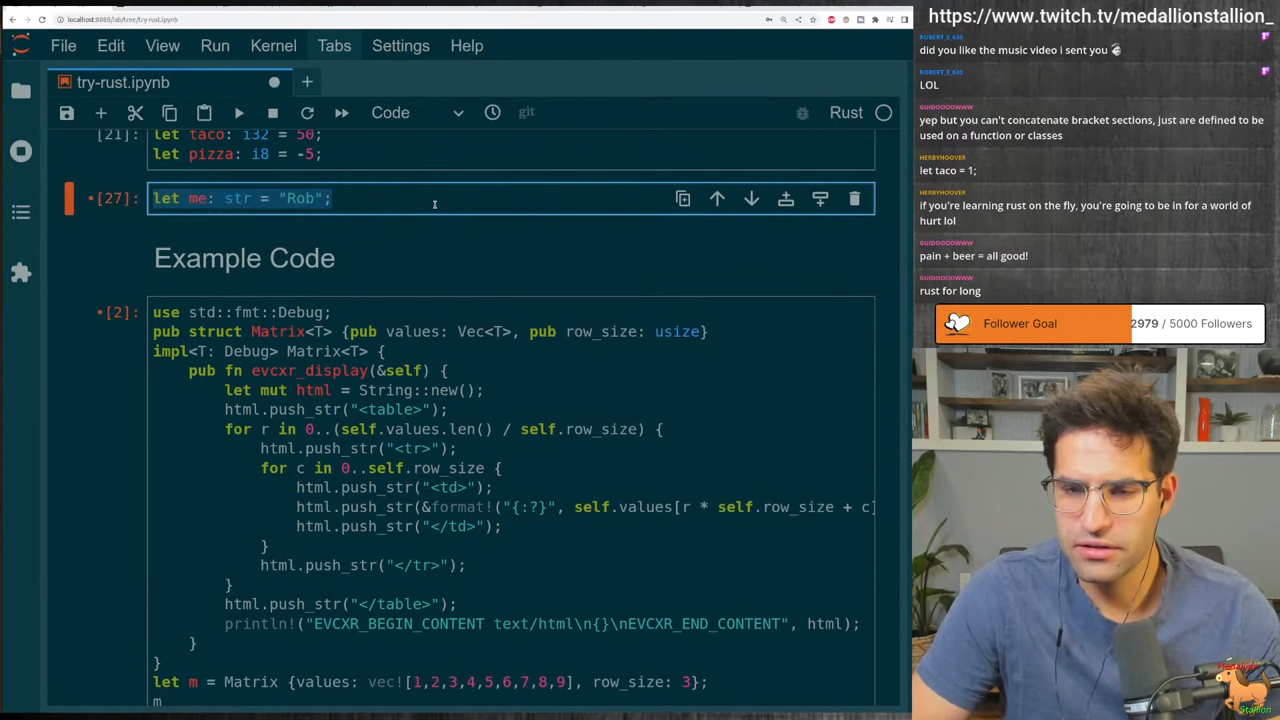 localhost:8888/lab/tree/try-rust.ipynb
https://www.twitch.tv/medallionstallion_
File Edit View Run Kernel Tabs Settings Help
try-rust.ipynb
Code
git
Rust
[21]:
let taco: i32 = 50;
let pizza: i8 = -5;
[27]:
let me: str = "Rob";
Example Code
[2]:
use std::fmt::Debug;
pub struct Matrix<T> {pub values: Vec<T>, pub row_size: usize}
impl<T: Debug> Matrix<T> {
pub fn evcxr_display(&self) {
let mut html = String::new();
html.push_str("<table>");
for r in 0..(self.values.len() / self.row_size) {
html.push_str("<tr>");
for c in 0..self.row_size {
html.push_str("<td>");
html.push_str(&format!("{:?}", self.values[r * self.row_size + c]
html.push_str("</td>");
}
html.push_str("</tr>");
}
html.push_str("</table>");
println!("EVCXR_BEGIN_CONTENT text/html\n{}\nEVCXR_END_CONTENT", html);
}
}
let m = Matrix {values: vec![1,2,3,4,5,6,7,8,9], row_size: 3};
m
ROBERT_E_630
did you like the music video i sent you
ROBERT_E_630
LOL
GUIDOOOOWWW
yep but you can't concatenate bracket sections, just are defined to
be used on a function or classes
HERBYHOOVER
let taco = 1;
HERBYHOOVER
if you're learning rust on the fly, you're going to be in for a world of
hurt lol
GUIDOOOOWWW
pain + beer = all good!
GUIDOOOOWWW
rust for long
Follower Goal
2979 / 5000 Followers
Medallion
Stallion